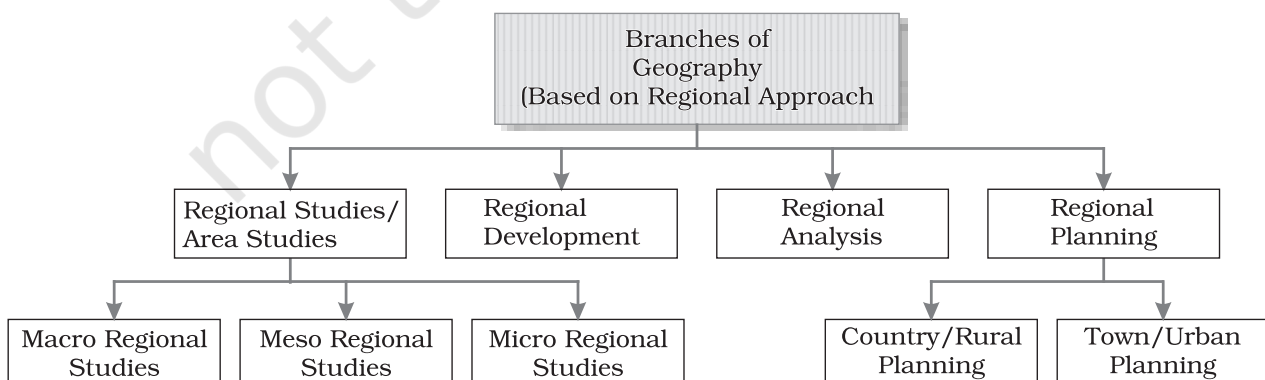 not
Branches of
Geography
(Based on Regional Approach
Regional Studies/
Area Studies
Regional
Development
Regional
Analysis
Regional
Planning
Macro Regional
Studies
Meso Regional
Studies
Micro Regional
Studies
Country/Rural
Planning
Town/Urban
Planning